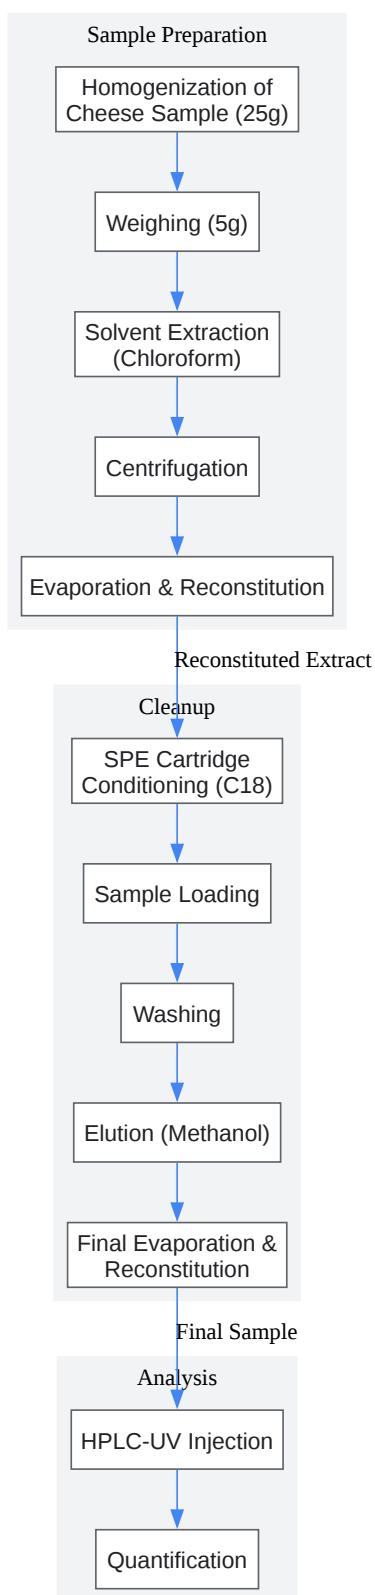 Sample Preparation
Homogenization of
Cheese Sample (25g)
Weighing (5g)
Solvent Extraction
(Chloroform)
Centrifugation
Evaporation & Reconstitution
Reconstituted Extract
Cleanup
SPE Cartridge
Conditioning (C18)
Sample Loading
Washing
Elution (Methanol)
Final Evaporation &
Reconstitution
Final Sample
Analysis
HPLC-UV Injection
Quantification